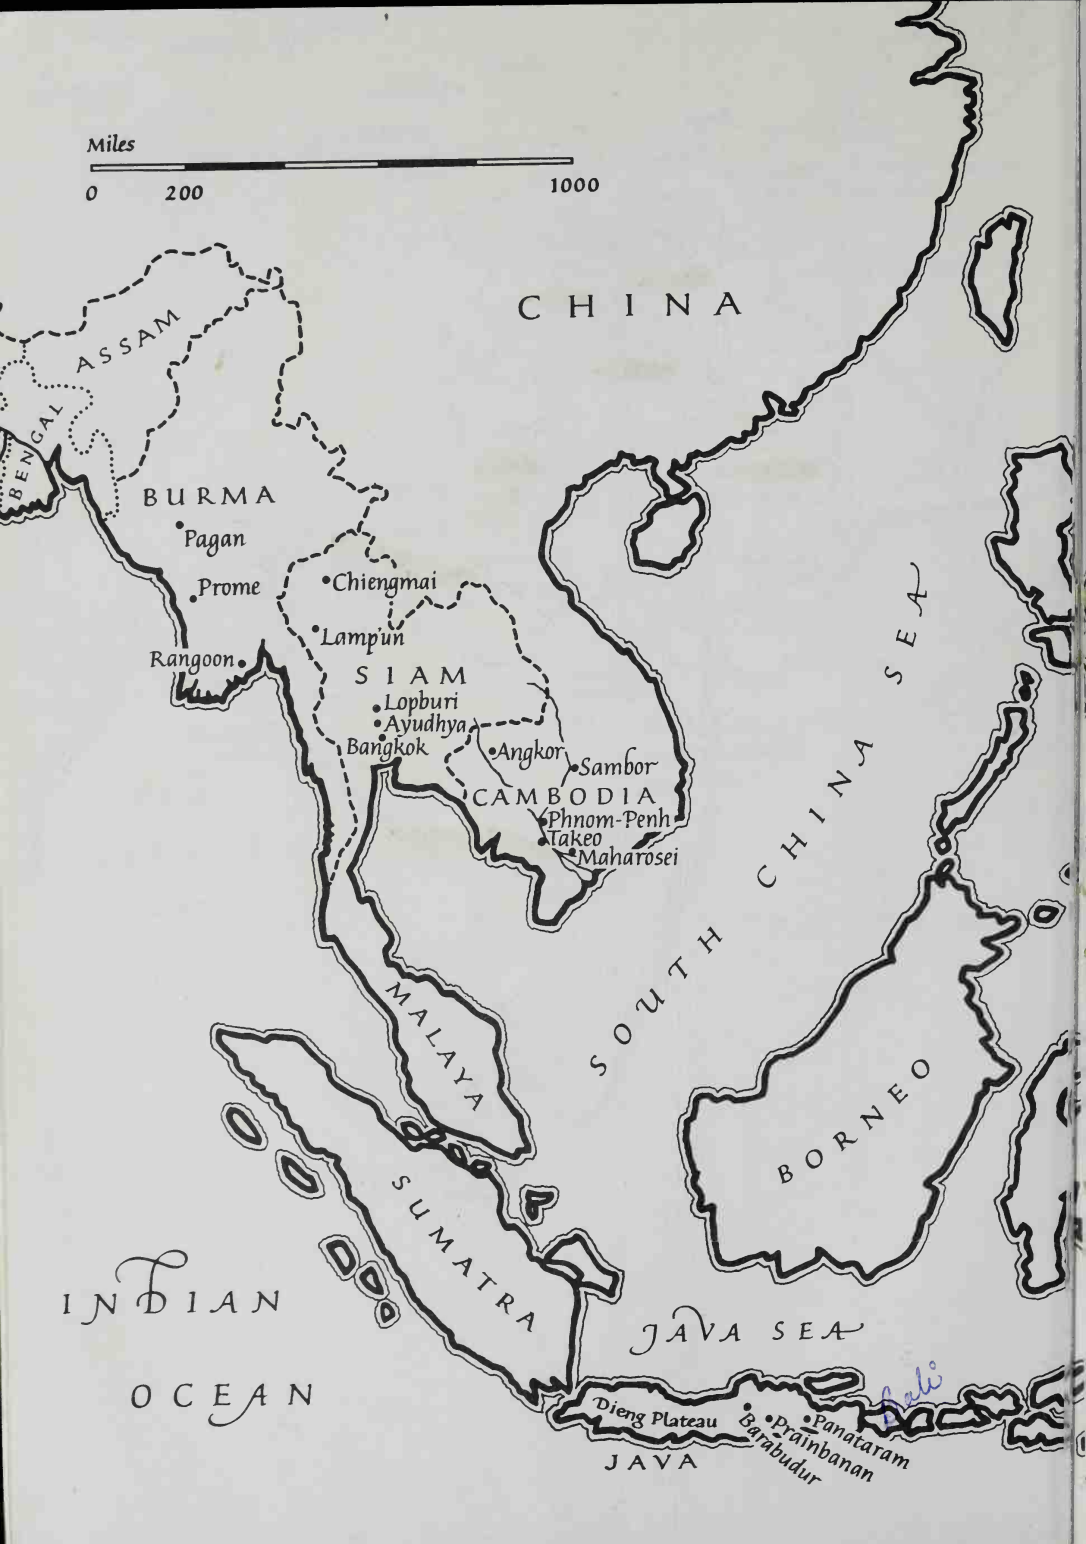 Miles
0 200 1000
CHINA
ASSAM
BENGAL
BURMA
Pagan
Chiengmai
Prome
Lamp'un
Rangoon
SIAM
Lopburi
Ayudhya
Bangkok
Angkor
Sambor
CAMBODIA
Phnom-Penh
Takeo
Maharosei
SOUTH CHINA SEA
MALAYA
BORNEO
SUMATRA
INDIAN
OCEAN
JAVA SEA
Bali
Dieng Plateau
Barabudur
Prainbanan
Panataram
JAVA